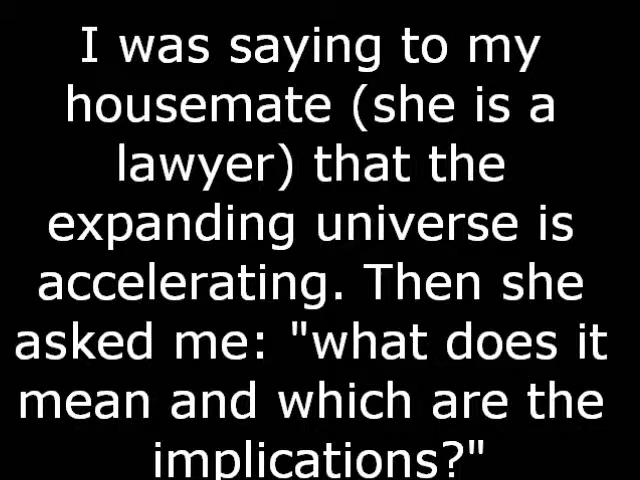 I was saying to my
housemate (she is a
lawyer) that the
expanding universe is
accelerating. Then she
asked me: "what does it
mean and which are the
implications?"